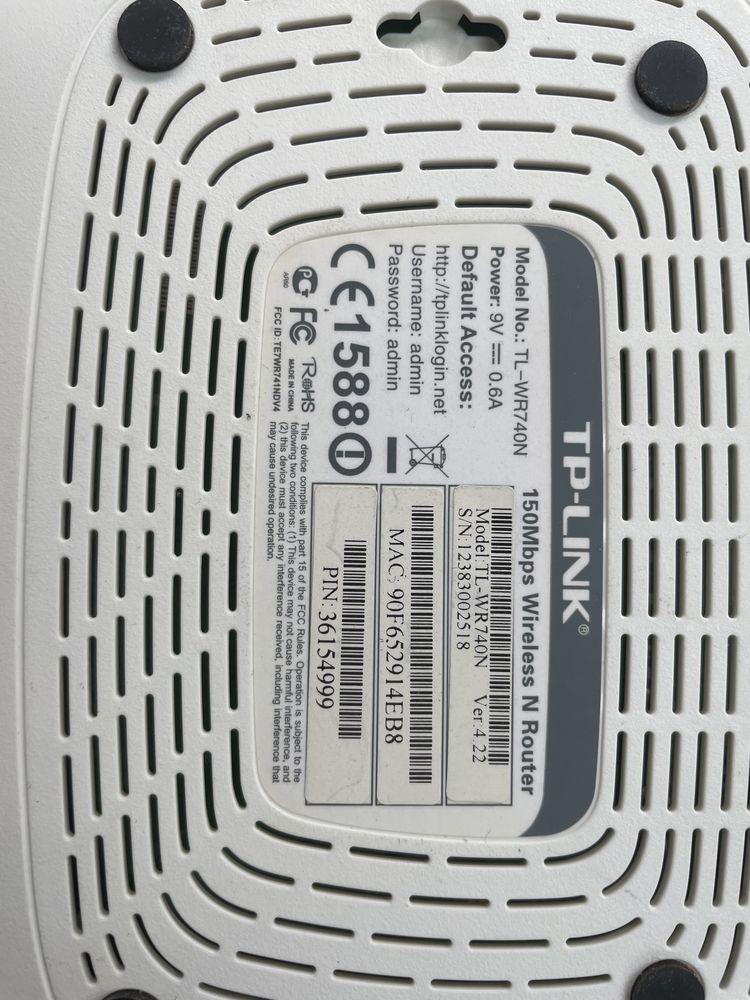 TP-LINK®
150Mbps Wireless N Router
Model No.: TL-WR740N
Power: 9V ⎓ 0.6A
Default Access:
http://tplinklogin.net
Username: admin
Password: admin
CE1588
PCT FC RoHS
AY60
MADE IN CHINA
FCC ID: TE7WR741NDV4
Model:TL-WR740N Ver:4.22
S/N:12383002518
MAC: 90F652914EB8
PIN:36154999
This device complies with part 15 of the FCC Rules. Operation is subject to the
following two conditions: (1) This device may not cause harmful interference, and
(2) this device must accept any interference received, including interference that
may cause undesired operation.